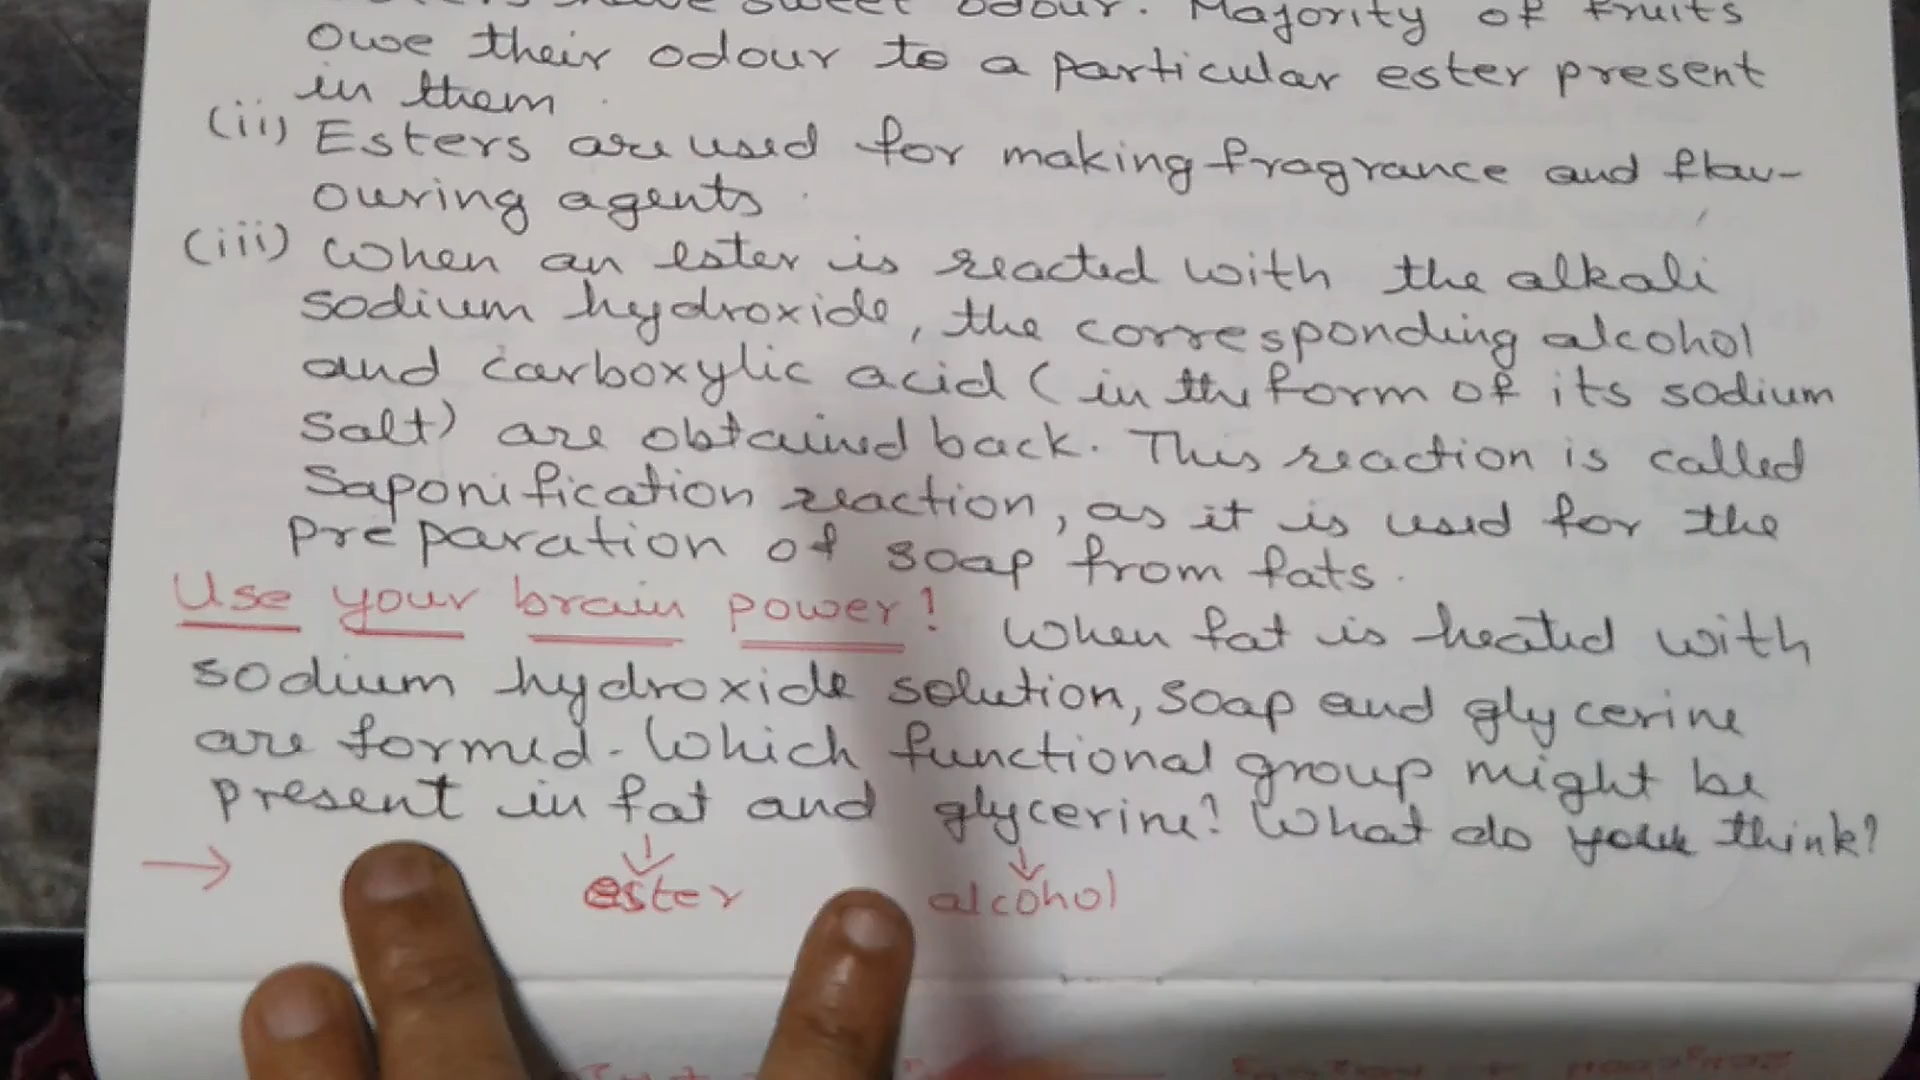 have sweet odour. Majority of fruits
owe their odour to a particular ester present
in them.
(ii) Esters are used for making fragrance and flav-
ouring agents.
(iii) When an ester is reacted with the alkali
sodium hydroxide, the corresponding alcohol
and carboxylic acid (in the form of its sodium
salt) are obtained back. This reaction is called
Saponification reaction, as it is used for the
preparation of soap from fats.
Use your brain power! When fat is heated with
sodium hydroxide solution, soap and glycerine
are formed. Which functional group might be
present in fat and glycerine? What do you think?
→ ester alcohol